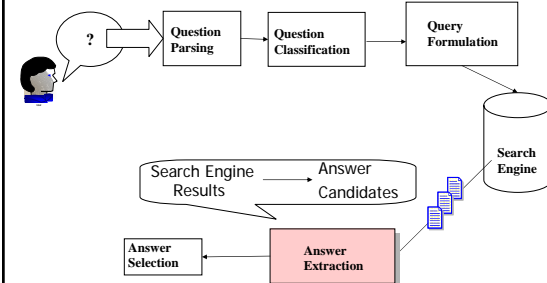 ?
Question
Parsing
Question
Classification
Query
Formulation
Search
Engine
Search Engine
Results
Answer
Candidates
Answer
Selection
Answer
Extraction